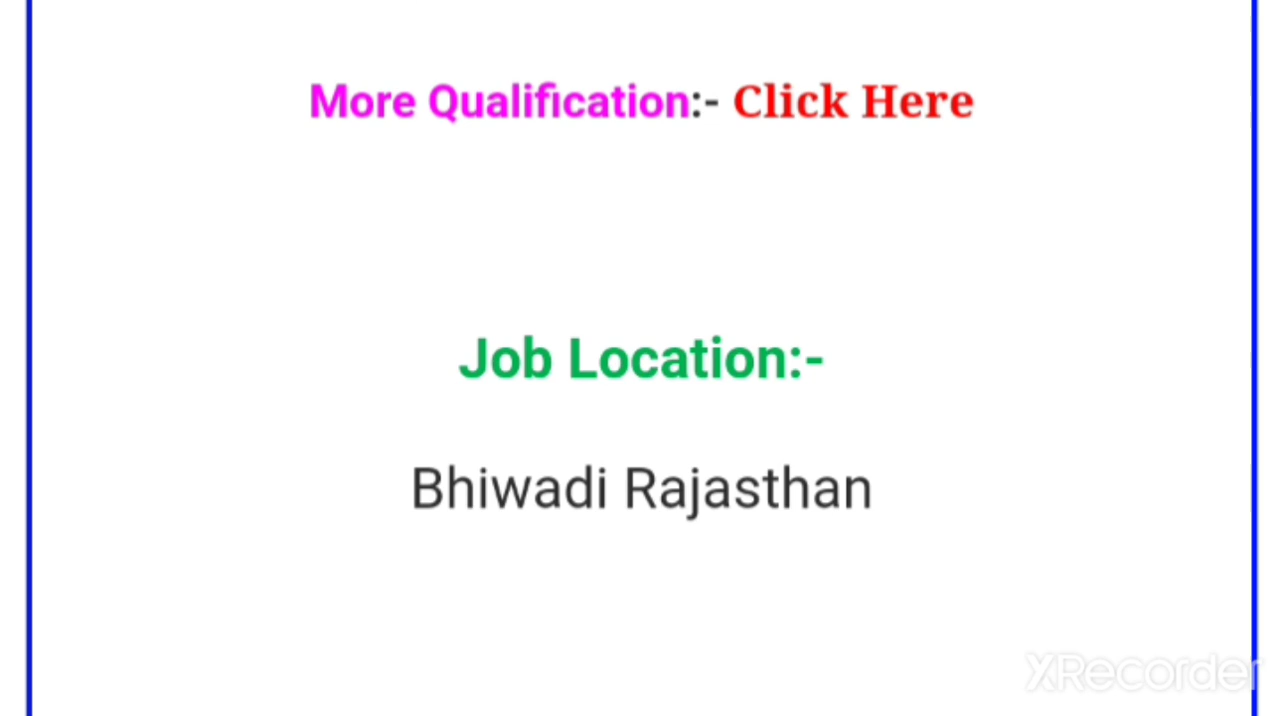 More Qualification:- Click Here
Job Location:-
Bhiwadi Rajasthan
XRecorder